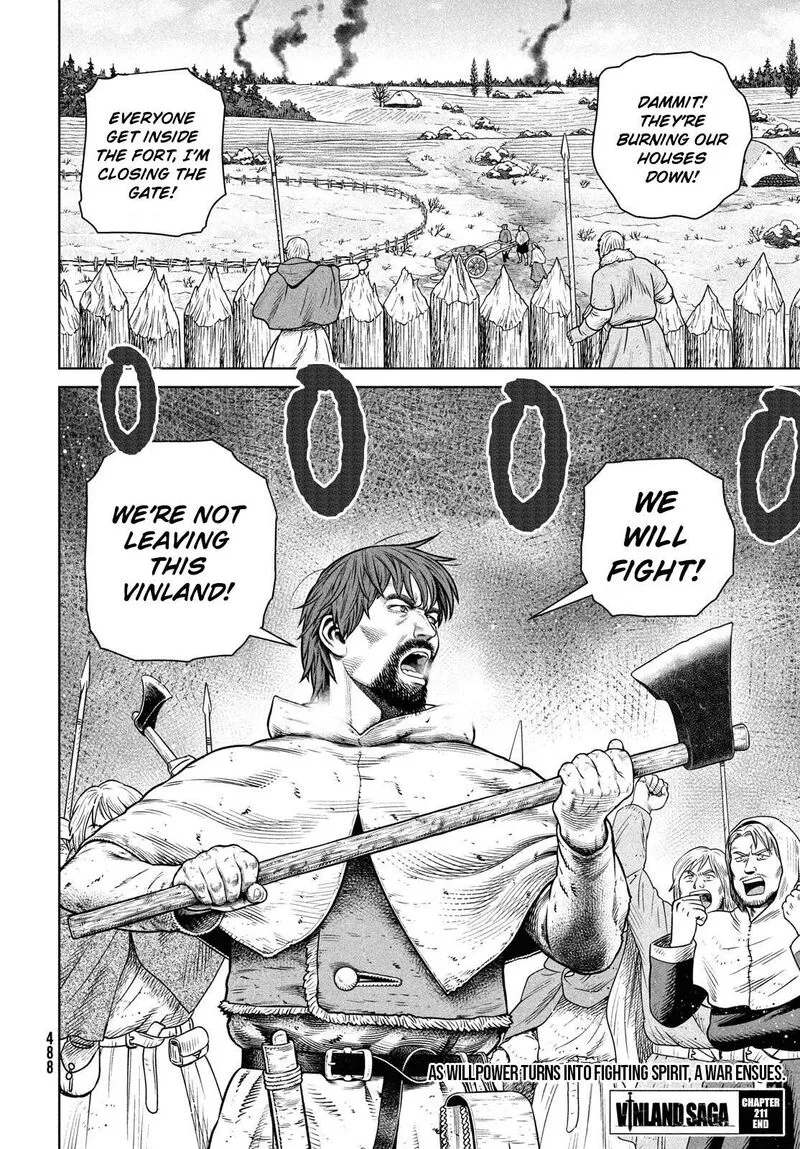 DAMMIT!
THEY'RE
BURNING OUR
HOUSES
DOWN!
EVERYONE
GET INSIDE
THE FORT, I'M
CLOSING THE
GATE!
WE
WILL
FIGHT!
WE'RE NOT
LEAVING
THIS
VINLAND!
O O O O
AS WILLPOWER TURNS INTO FIGHTING SPIRIT, A WAR ENSUES.
VINLAND SAGA
CHAPTER
211
END
488